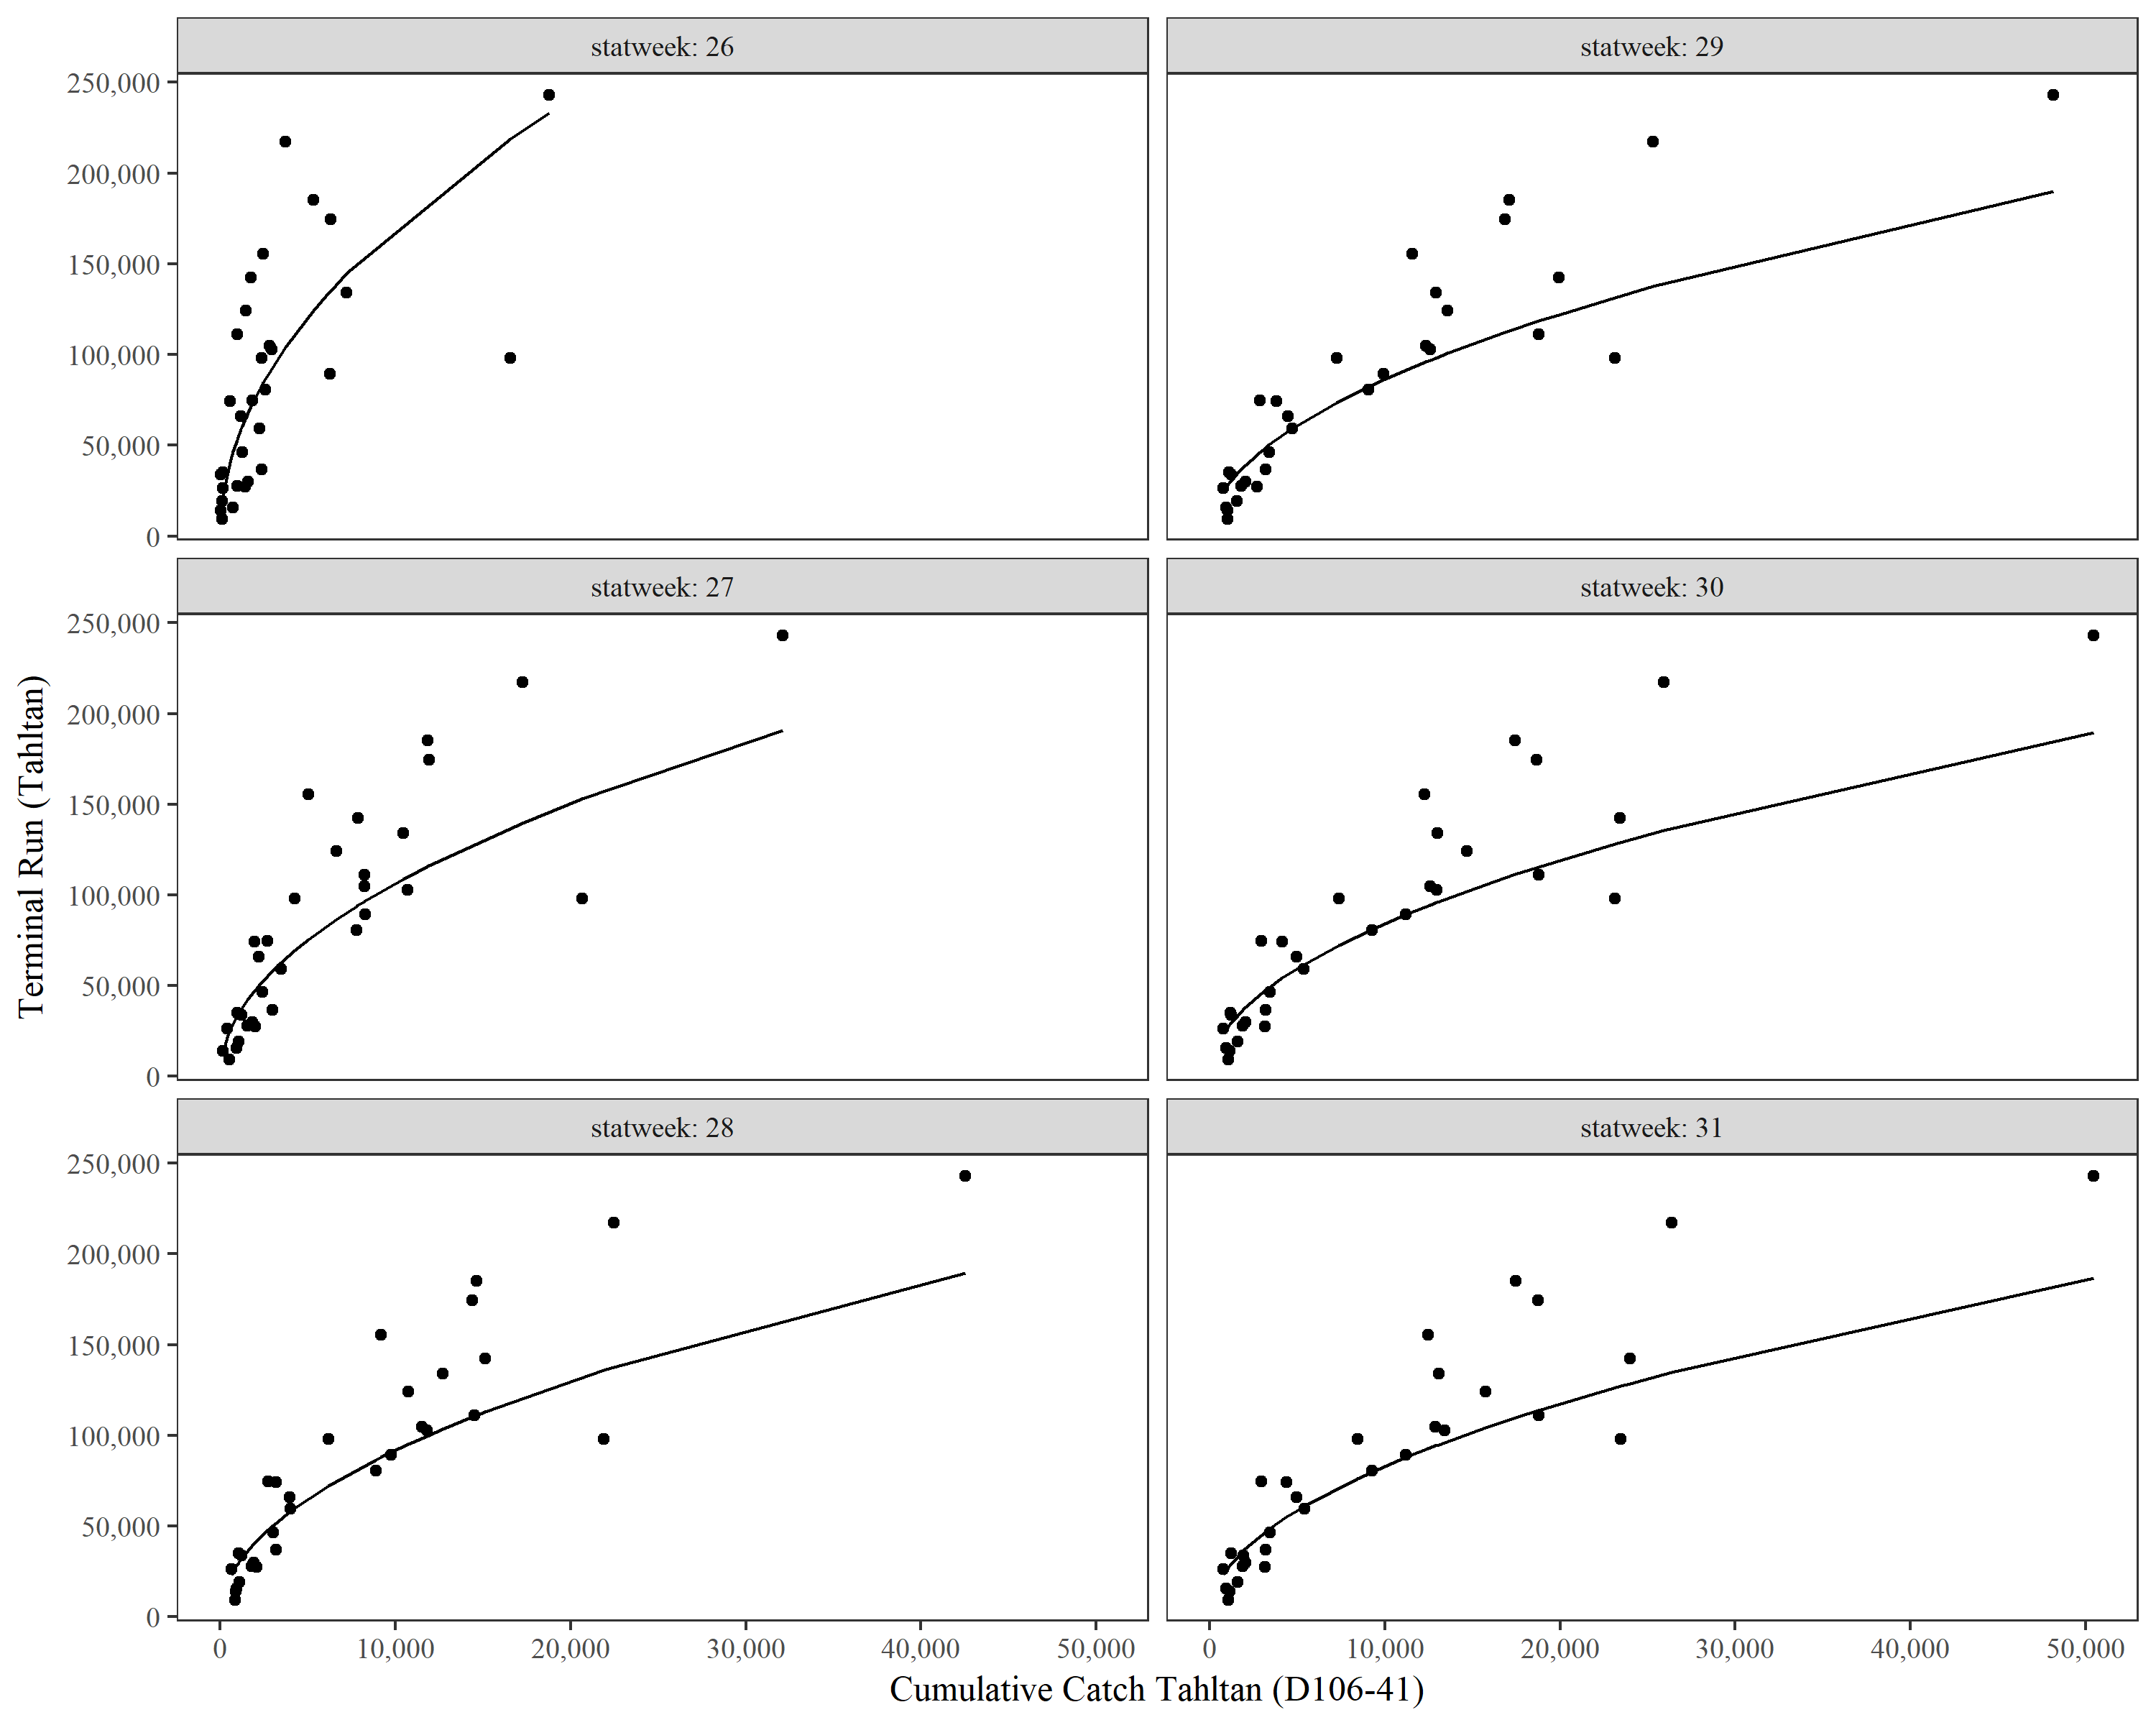 statweek: 26
statweek: 29
250,000
200,000
150,000
100,000
50,000
0
statweek: 27
statweek: 30
250,000
200,000
150,000
100,000
50,000
0
statweek: 28
statweek: 31
250,000
200,000
150,000
100,000
50,000
0
0 10,000 20,000 30,000 40,000 50,000
0 10,000 20,000 30,000 40,000 50,000
Terminal Run (Tahltan)
Cumulative Catch Tahltan (D106-41)